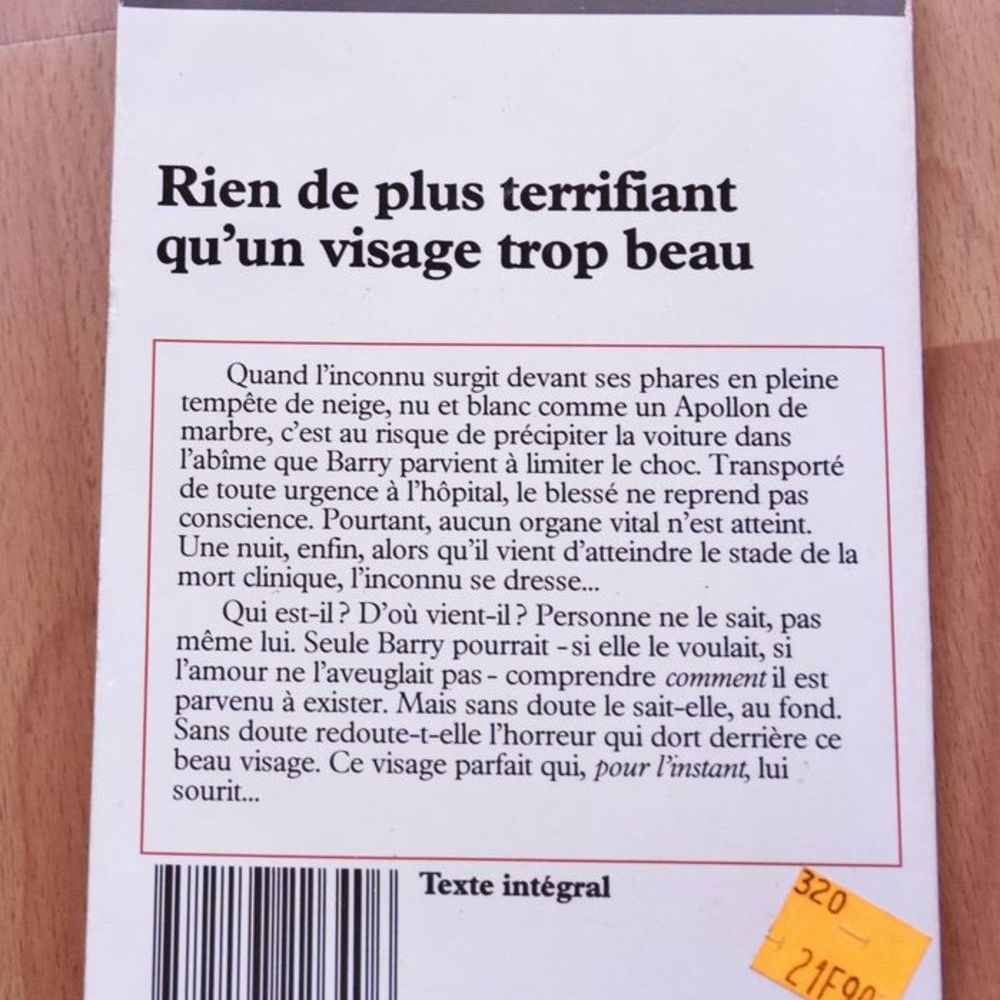 Rien de plus terrifiant
qu'un visage trop beau
Quand l'inconnu surgit devant ses phares en pleine
tempête de neige, nu et blanc comme un Apollon de
marbre, c'est au risque de précipiter la voiture dans
l'abîme que Barry parvient à limiter le choc. Transporté
de toute urgence à l'hôpital, le blessé ne reprend pas
conscience. Pourtant, aucun organe vital n'est atteint.
Une nuit, enfin, alors qu'il vient d'atteindre le stade de la
mort clinique, l'inconnu se dresse...
Qui est-il ? D'où vient-il ? Personne ne le sait, pas
même lui. Seule Barry pourrait - si elle le voulait, si
l'amour ne l'aveuglait pas - comprendre comment il est
parvenu à exister. Mais sans doute le sait-elle, au fond.
Sans doute redoute-t-elle l'horreur qui dort derrière ce
beau visage. Ce visage parfait qui, pour l'instant, lui
sourit...
Texte intégral
320
21F90